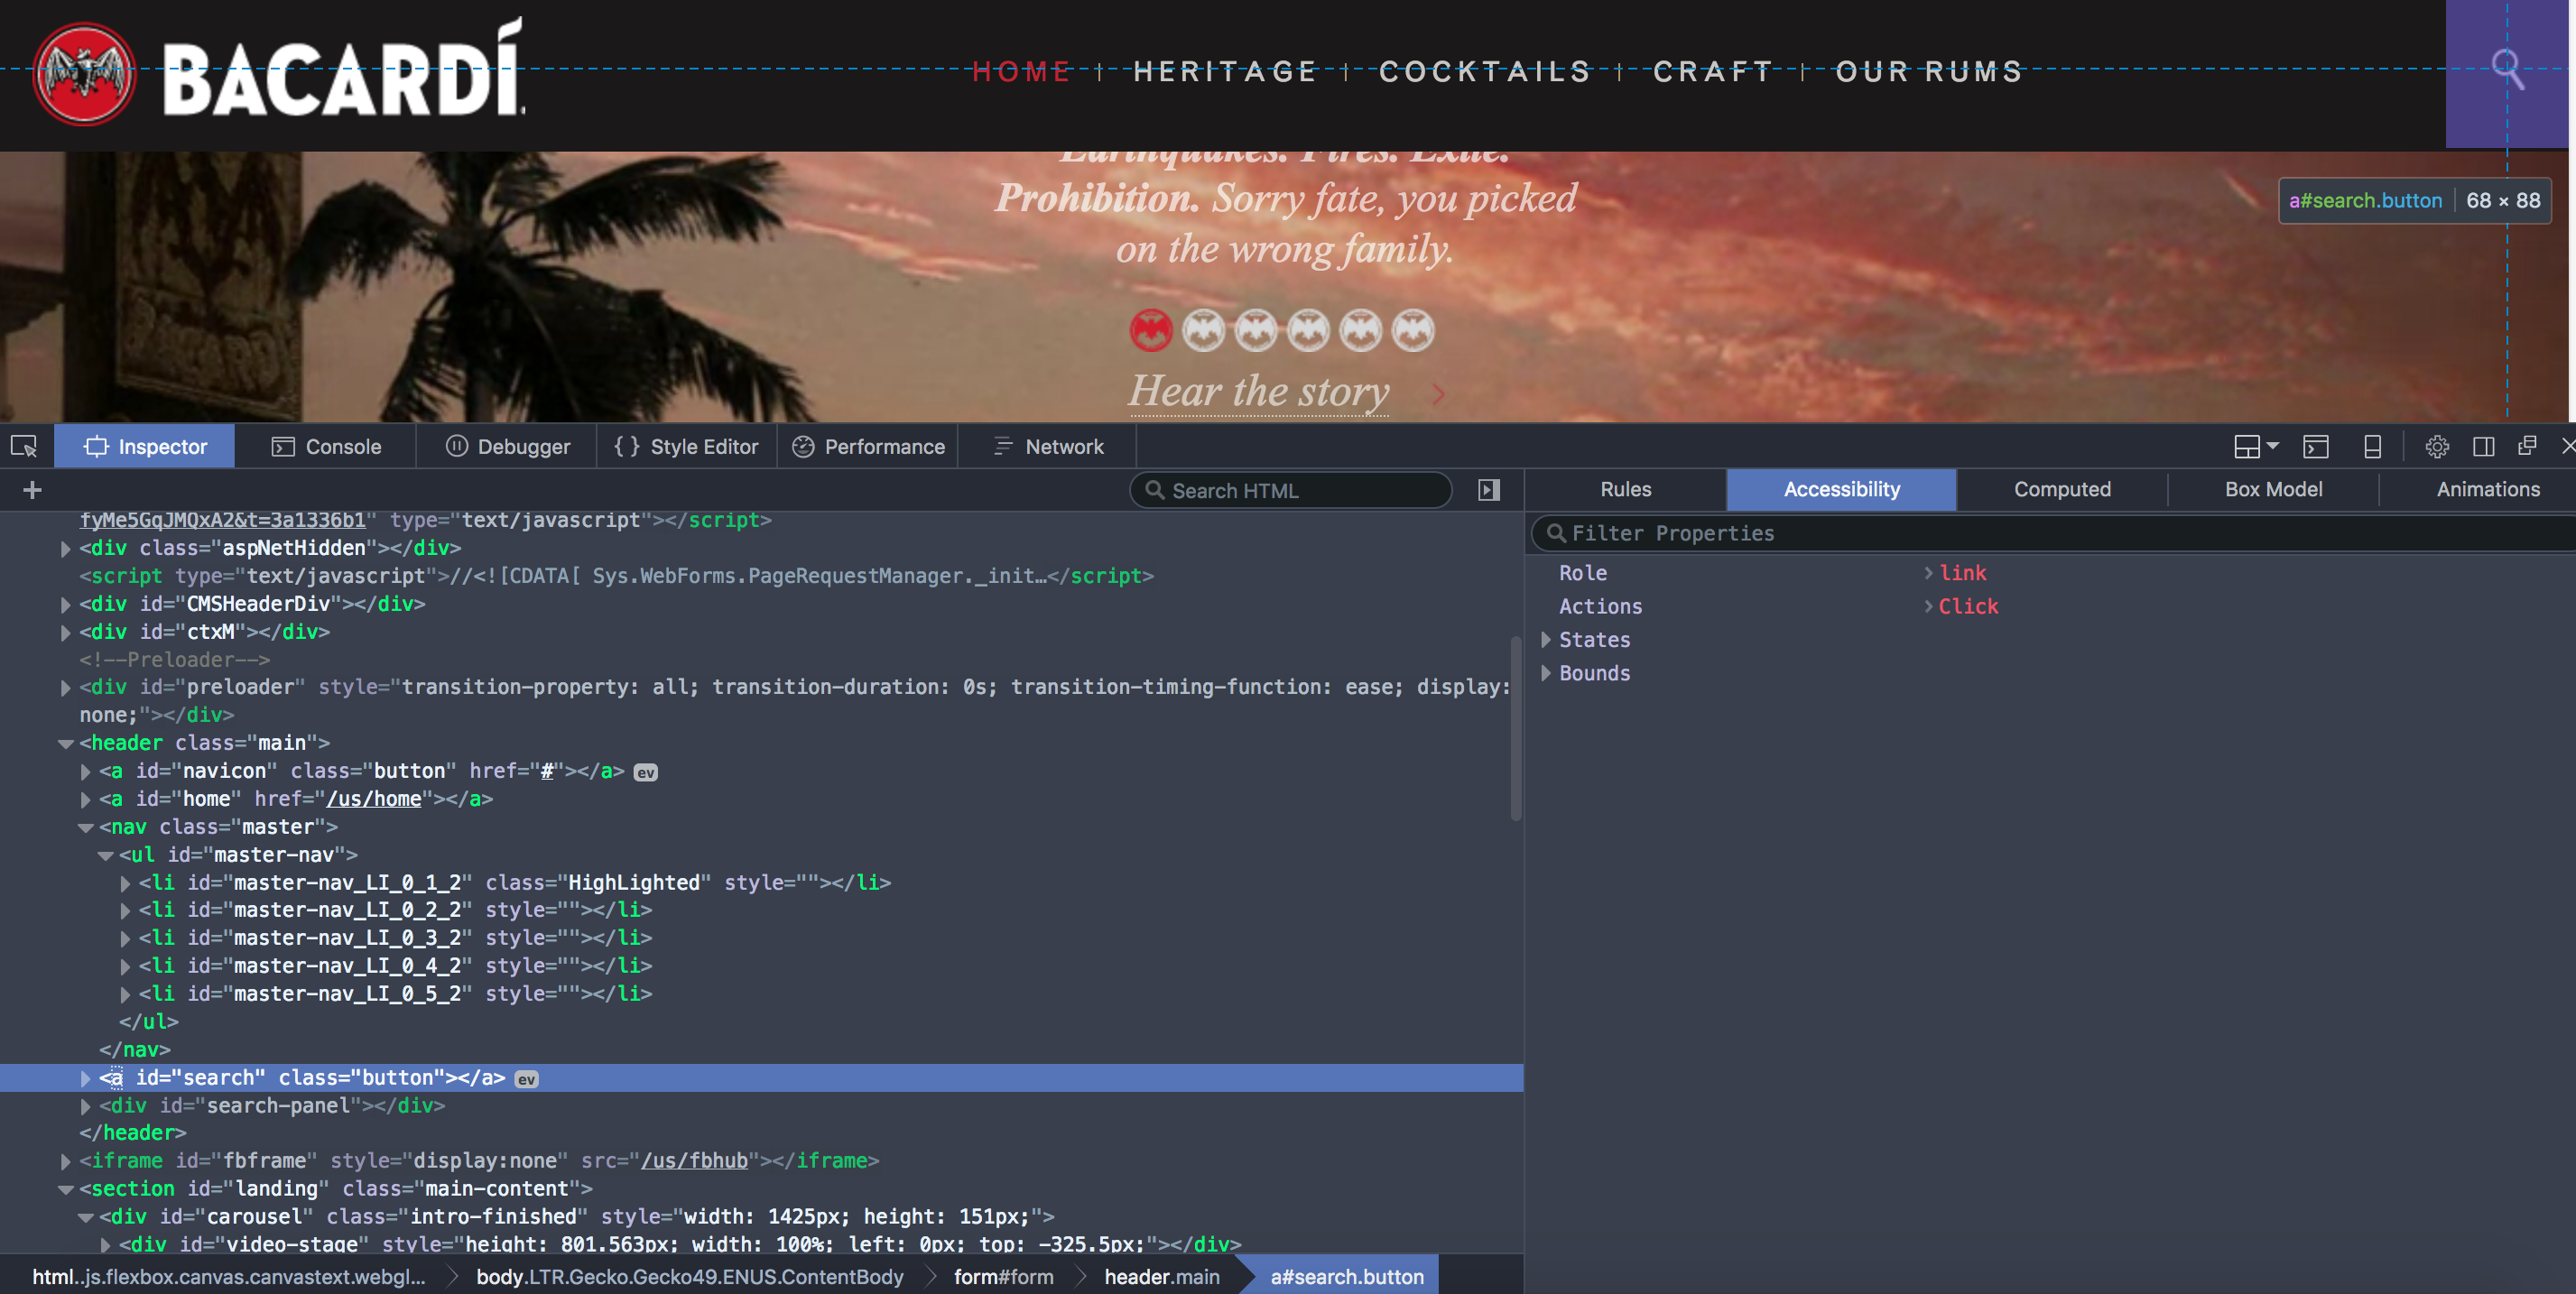 BACARDÍ
HOME | HERITAGE | COCKTAILS | CRAFT | OUR RUMS
Earthquakes. Fires. Exile.
Prohibition. Sorry fate, you picked
on the wrong family.
Hear the story
a#search.button | 68 × 88
Inspector Console Debugger { } Style Editor Performance Network
+ Search HTML
Rules Accessibility Computed Box Model Animations
Filter Properties
Role link
Actions Click
States
Bounds
fyMe5GqJMQxA2&t=3a1336b1" type="text/javascript"></script>
<div class="aspNetHidden"></div>
<script type="text/javascript">//<![CDATA[ Sys.WebForms.PageRequestManager._init…</script>
<div id="CMSHeaderDiv"></div>
<div id="ctxM"></div>
<!--Preloader-->
<div id="preloader" style="transition-property: all; transition-duration: 0s; transition-timing-function: ease; display:
none;"></div>
<header class="main">
<a id="navicon" class="button" href="#"></a> ev
<a id="home" href="/us/home"></a>
<nav class="master">
<ul id="master-nav">
<li id="master-nav_LI_0_1_2" class="HighLighted" style=""></li>
<li id="master-nav_LI_0_2_2" style=""></li>
<li id="master-nav_LI_0_3_2" style=""></li>
<li id="master-nav_LI_0_4_2" style=""></li>
<li id="master-nav_LI_0_5_2" style=""></li>
</ul>
</nav>
<a id="search" class="button"></a> ev
<div id="search-panel"></div>
</header>
<iframe id="fbframe" style="display:none" src="/us/fbhub"></iframe>
<section id="landing" class="main-content">
<div id="carousel" class="intro-finished" style="width: 1425px; height: 151px;">
<div id="video-stage" style="height: 801.563px; width: 100%; left: 0px; top: -325.5px;"></div>
html..js.flexbox.canvas.canvastext.webgl... body.LTR.Gecko.Gecko49.ENUS.ContentBody form#form header.main a#search.button